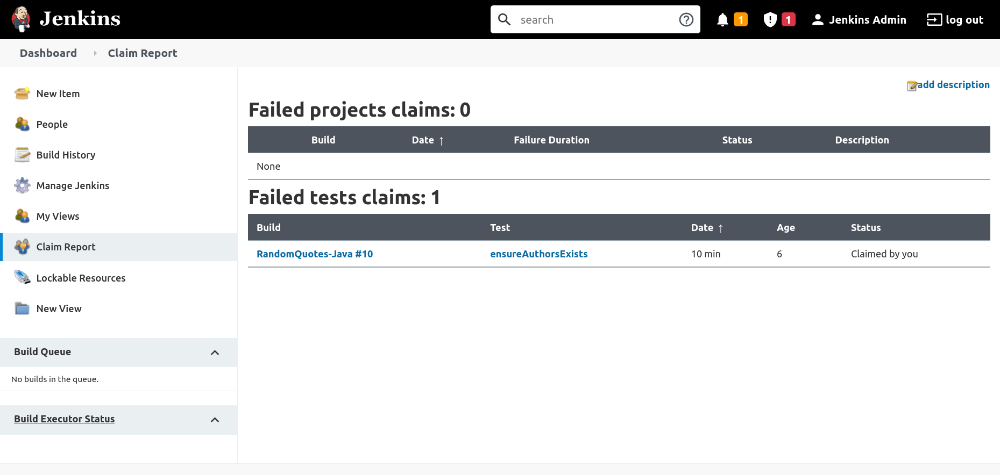 Jenkins
search
1
1
Jenkins Admin
log out
Dashboard
Claim Report
New Item
People
Build History
Manage Jenkins
My Views
Claim Report
Lockable Resources
New View
Build Queue
No builds in the queue.
Build Executor Status
add description
Failed projects claims: 0
Build Date ↑ Failure Duration Status Description
None
Failed tests claims: 1
Build Test Date ↑ Age Status
RandomQuotes-Java #10 ensureAuthorsExists 10 min 6 Claimed by you